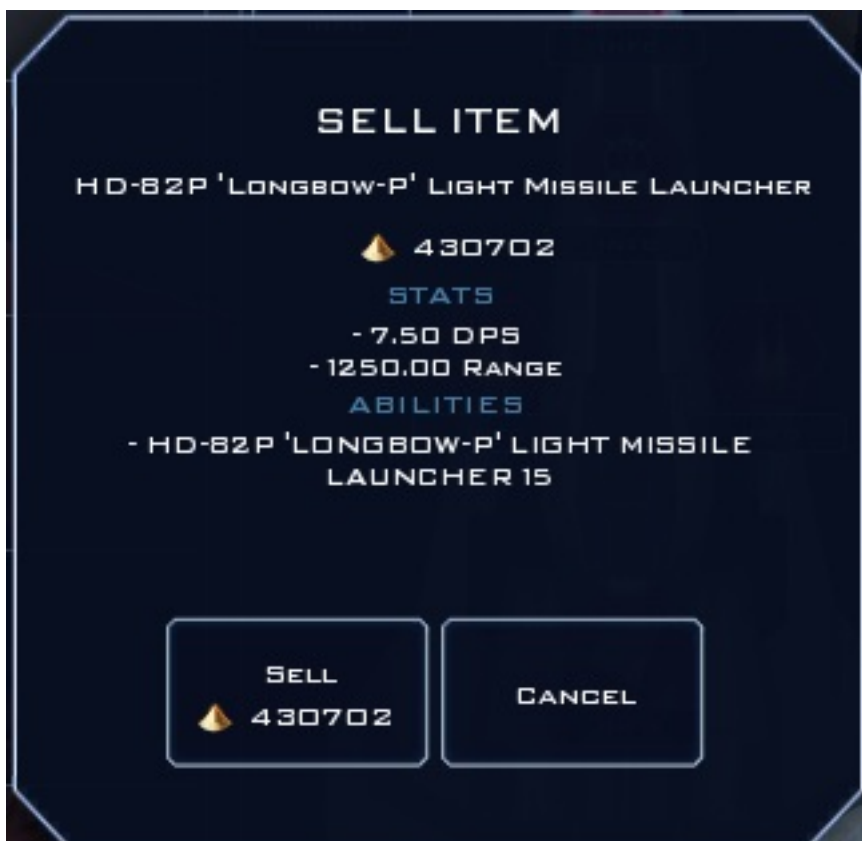 SELL ITEM
HD-82P 'LONGBOW-P' LIGHT MISSILE LAUNCHER
430702
STATS
- 7.50 DPS
- 1250.00 RANGE
ABILITIES
- HD-82P 'LONGBOW-P' LIGHT MISSILE
LAUNCHER 15
SELL
430702
CANCEL